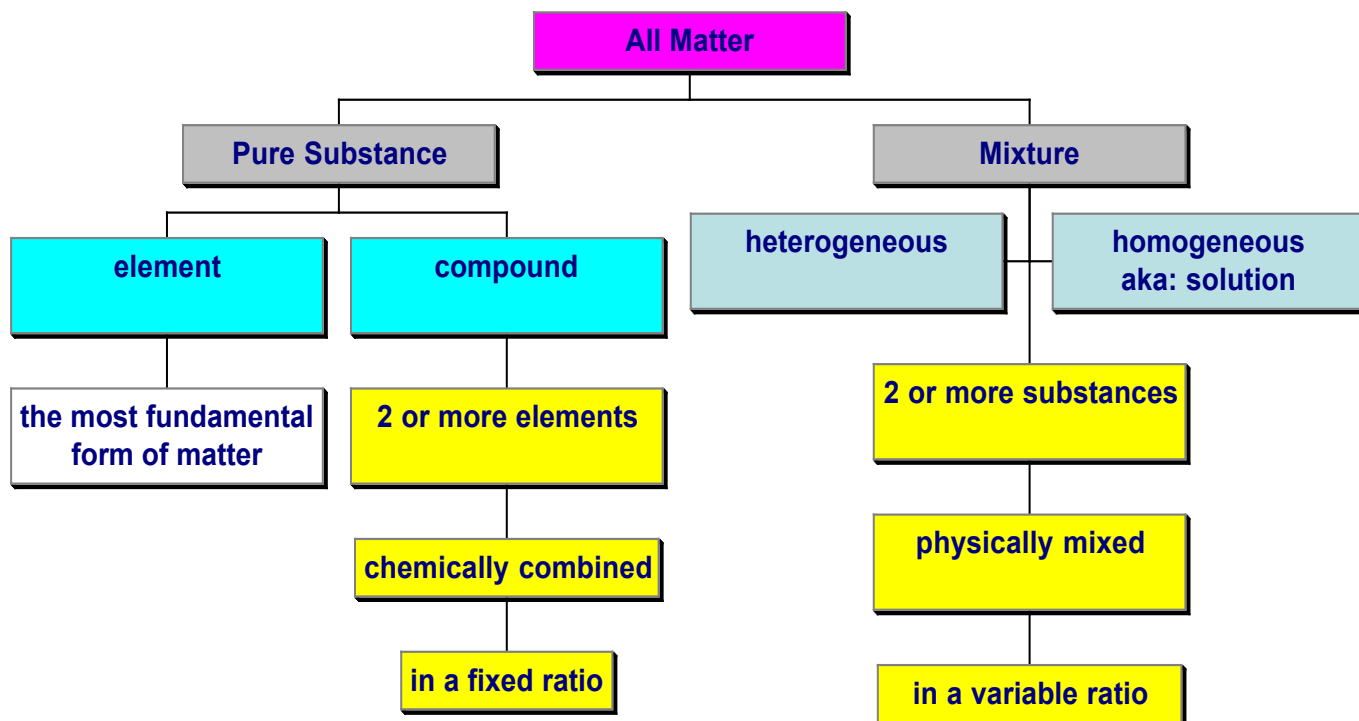 All Matter
Pure Substance
Mixture
element
compound
heterogeneous
homogeneous
aka: solution
the most fundamental
form of matter
2 or more elements
2 or more substances
chemically combined
physically mixed
in a fixed ratio
in a variable ratio